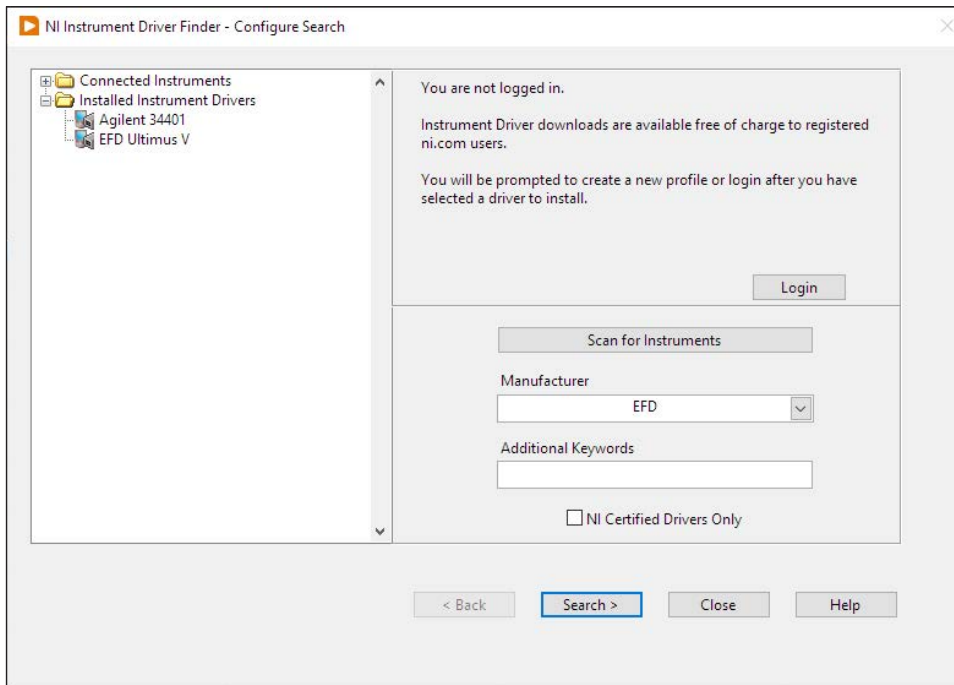 NI Instrument Driver Finder - Configure Search
Connected Instruments
Installed Instrument Drivers
Agilent 34401
EFD Ultimus V
You are not logged in.
Instrument Driver downloads are available free of charge to registered
ni.com users.
You will be prompted to create a new profile or login after you have
selected a driver to install.
Login
Scan for Instruments
Manufacturer
EFD
Additional Keywords
NI Certified Drivers Only
< Back
Search >
Close
Help